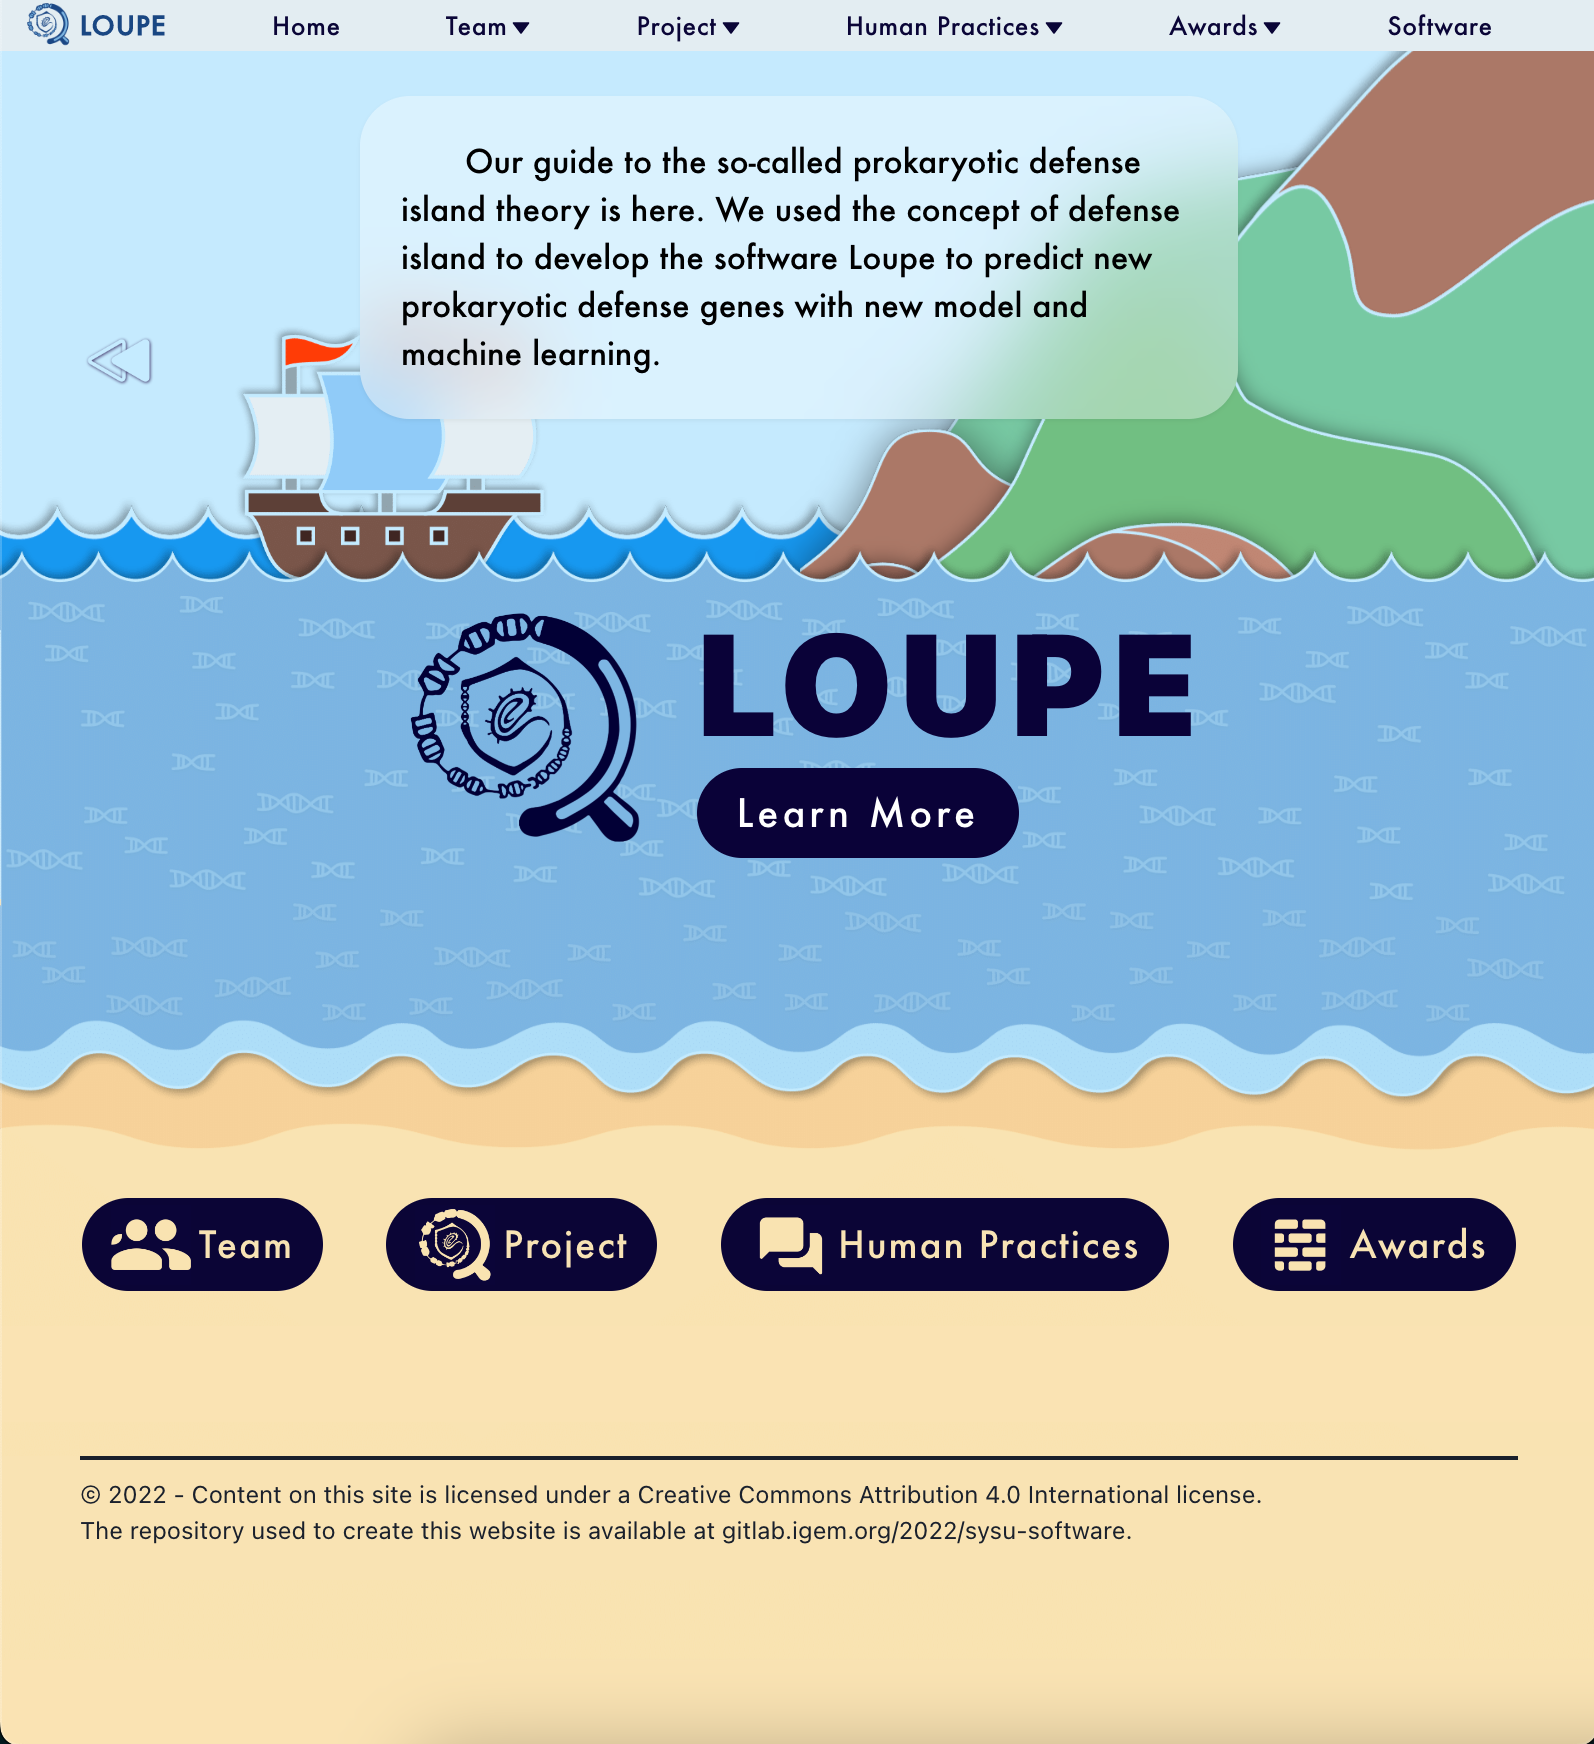 LOUPE Home Team Project Human Practices Awards Software
Our guide to the so-called prokaryotic defense
island theory is here. We used the concept of defense
island to develop the software Loupe to predict new
prokaryotic defense genes with new model and
machine learning.
LOUPE
Learn More
Team Project Human Practices Awards
© 2022 - Content on this site is licensed under a Creative Commons Attribution 4.0 International license.
The repository used to create this website is available at gitlab.igem.org/2022/sysu-software.